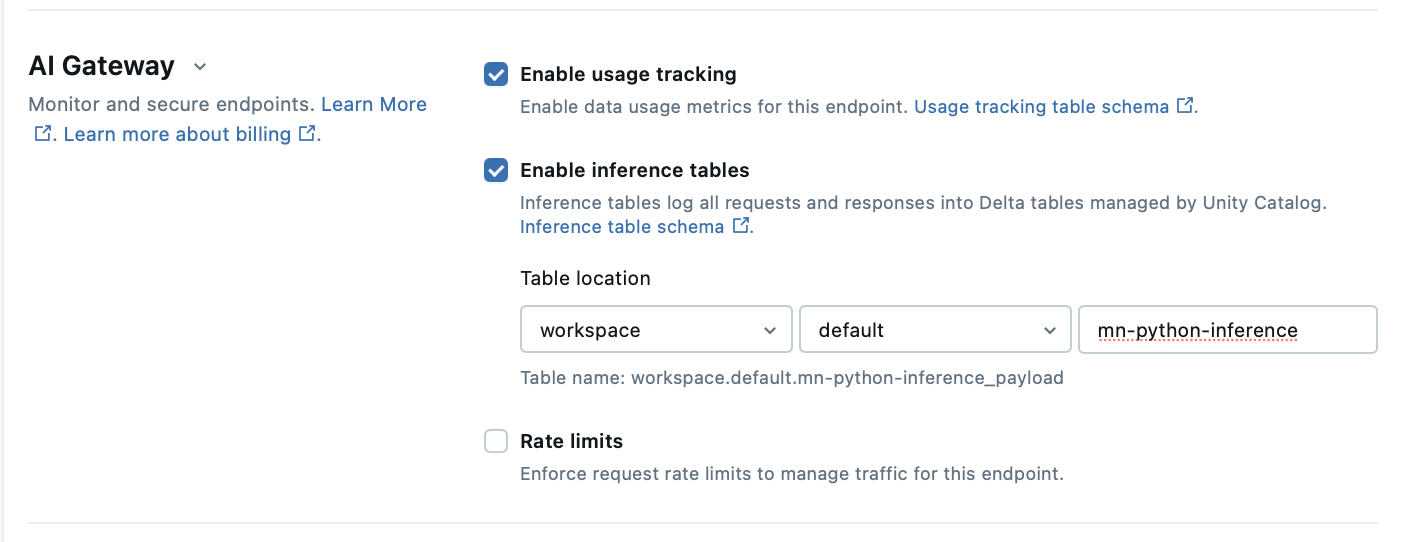 AI Gateway
Monitor and secure endpoints. Learn More
. Learn more about billing .
Enable usage tracking
Enable data usage metrics for this endpoint. Usage tracking table schema .
Enable inference tables
Inference tables log all requests and responses into Delta tables managed by Unity Catalog.
Inference table schema .
Table location
workspace default mn-python-inference
Table name: workspace.default.mn-python-inference_payload
Rate limits
Enforce request rate limits to manage traffic for this endpoint.